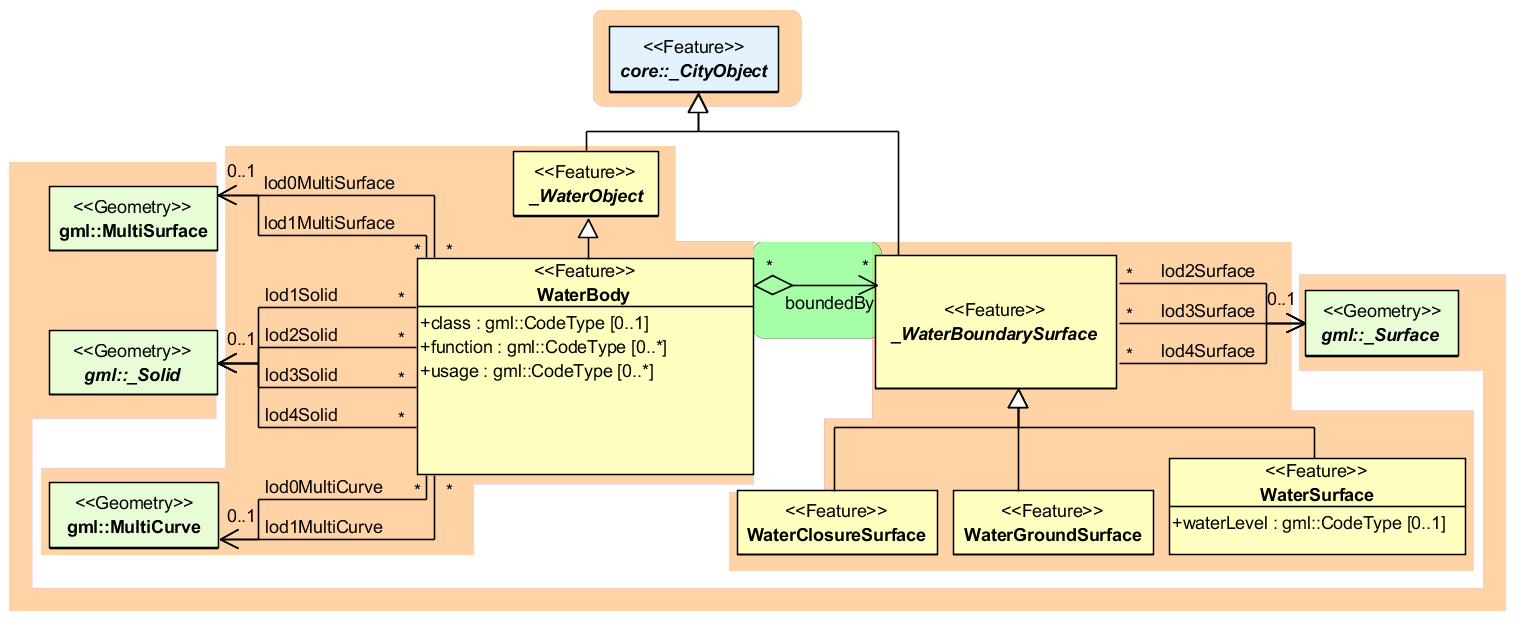 <<Feature>>
core::_CityObject
<<Feature>>
_WaterObject
0..1
lod0MultiSurface
<<Geometry>>
gml::MultiSurface
lod1MultiSurface
*
*
<<Feature>>
WaterBody
+class : gml::CodeType [0..1]
+function : gml::CodeType [0..*]
+usage : gml::CodeType [0..*]
*
*
boundedBy
<<Feature>>
_WaterBoundarySurface
*
lod2Surface
*
lod3Surface
*
lod4Surface
0..1
<<Geometry>>
gml::_Surface
lod1Solid
*
lod2Solid
*
lod3Solid
*
lod4Solid
*
0..1
<<Geometry>>
gml::_Solid
<<Geometry>>
gml::MultiCurve
0..1
lod0MultiCurve
*
*
lod1MultiCurve
<<Feature>>
WaterClosureSurface
<<Feature>>
WaterGroundSurface
<<Feature>>
WaterSurface
+waterLevel : gml::CodeType [0..1]